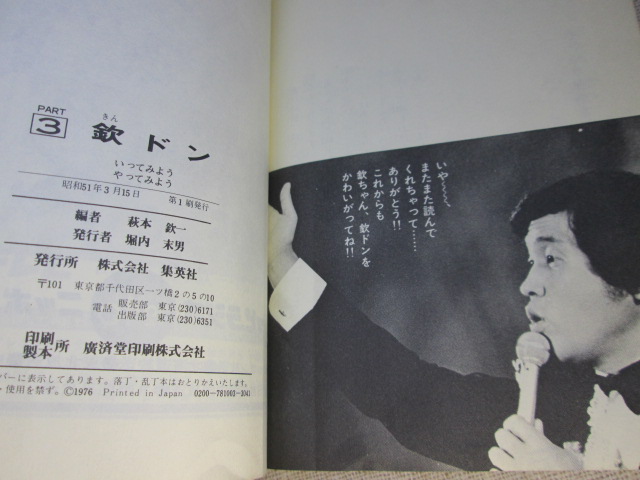 PART
3
きん
欽ドン
いってみよう
やってみよう
昭和51年3月15日 第1刷発行
編者 萩本 欽一
発行者 堀内 末男
発行所 株式会社 集英社
〒101 東京都千代田区一ツ橋2の5の10
電話 販売部 東京(230)6171
出版部 東京(230)6351
印刷
製本所 廣済堂印刷株式会社
バーに表示してあります。落丁・乱丁本はおとりかえいたします。
使用を禁ず。©1976 Printed in Japan 0200-781003-3041
いや〜〜〜、
またまた読んで
くれちゃって……
ありがとう!!
これからも
欽ちゃん、欽ドンを
かわいがってね!!